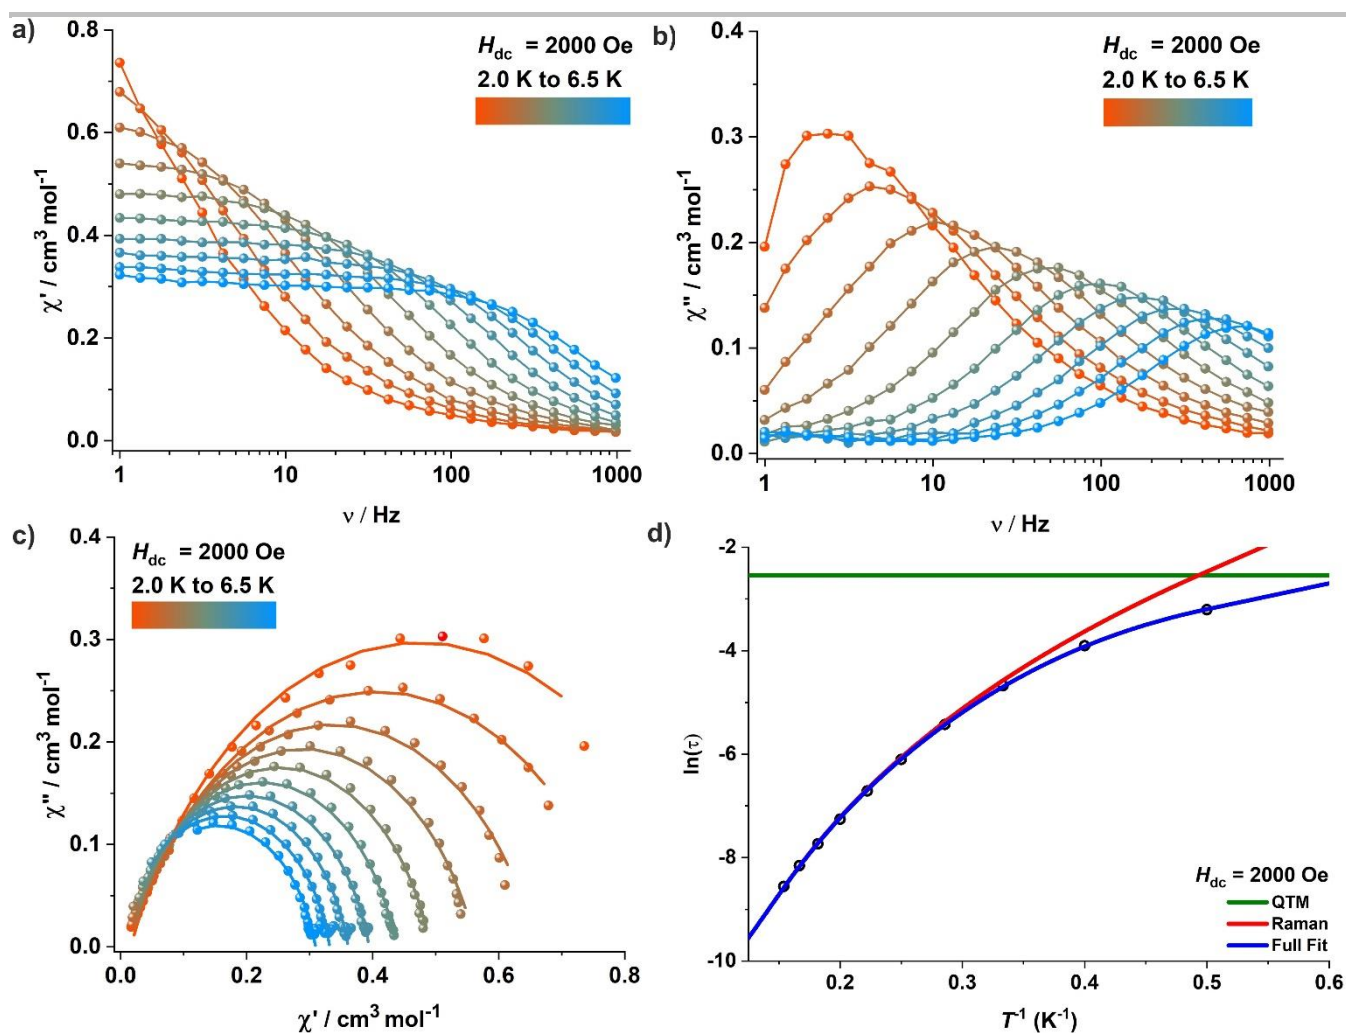 a)
H_dc = 2000 Oe
2.0 K to 6.5 K
0.8
0.6
0.4
0.2
0.0
χ' / cm³ mol⁻¹
1
10
100
1000
ν / Hz
b)
H_dc = 2000 Oe
2.0 K to 6.5 K
0.4
0.3
0.2
0.1
0.0
χ'' / cm³ mol⁻¹
1
10
100
1000
ν / Hz
c)
H_dc = 2000 Oe
2.0 K to 6.5 K
0.4
0.3
0.2
0.1
0.0
χ'' / cm³ mol⁻¹
0.0
0.2
0.4
0.6
0.8
χ' / cm³ mol⁻¹
d)
-2
-4
-6
-8
-10
ln(τ)
H_dc = 2000 Oe
QTM
Raman
Full Fit
0.2
0.3
0.4
0.5
0.6
T⁻¹ (K⁻¹)